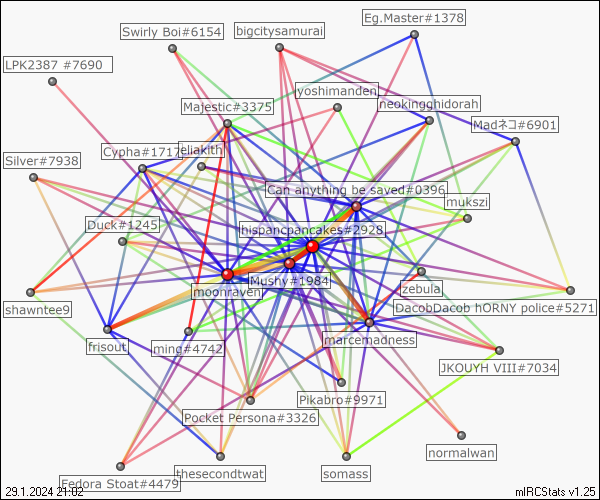 Eg.Master#1378
Swirly Boi#6154
bigcitysamurai
LPK2387 #7690
yoshimanden
neokingghidorah
Majestic#3375
Madネコ#6901
Cypha#1717
eliakith
Silver#7938
Can anything be saved#0396
mukszi
Duck#1245
hispancpancakes#2928
Mushy#1984
moonraven
zebula
shawntee9
DacobDacob hORNY police#5271
frisout
ming#4742
marcemadness
JKOUYH VIII#7034
Pikabro#9971
Pocket Persona#3326
normalwan
Fedora Stoat#4479
thesecondtwat
somass
29.1.2024 21:02
mIRCStats v1.25